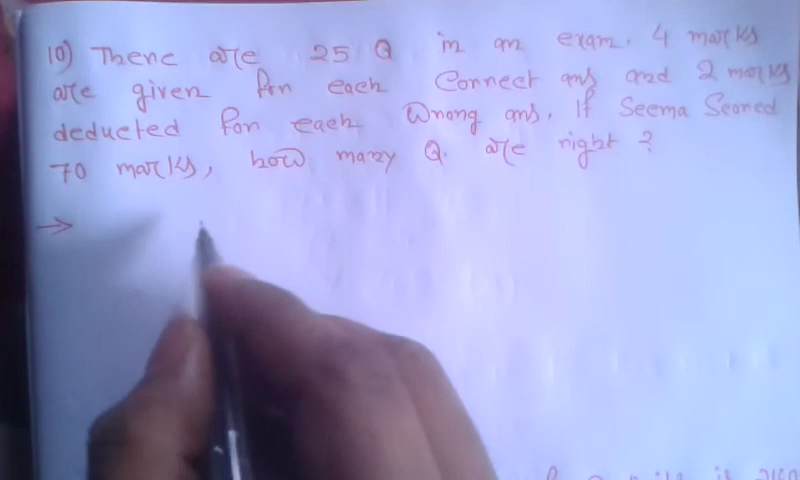 10) There are 25 Q in an exam. 4 marks
are given for each correct ans and 2 marks
deducted for each wrong ans. If Seema Scored
70 marks, how many Q. are right ?
→